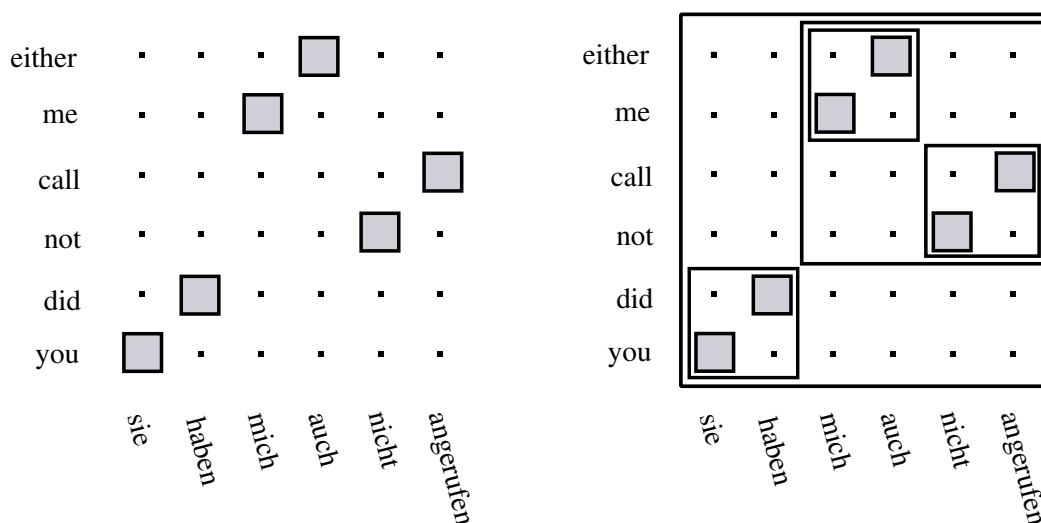 either
me
call
not
did
you
sie haben mich auch nicht angerufen
either
me
call
not
did
you
sie haben mich auch nicht angerufen